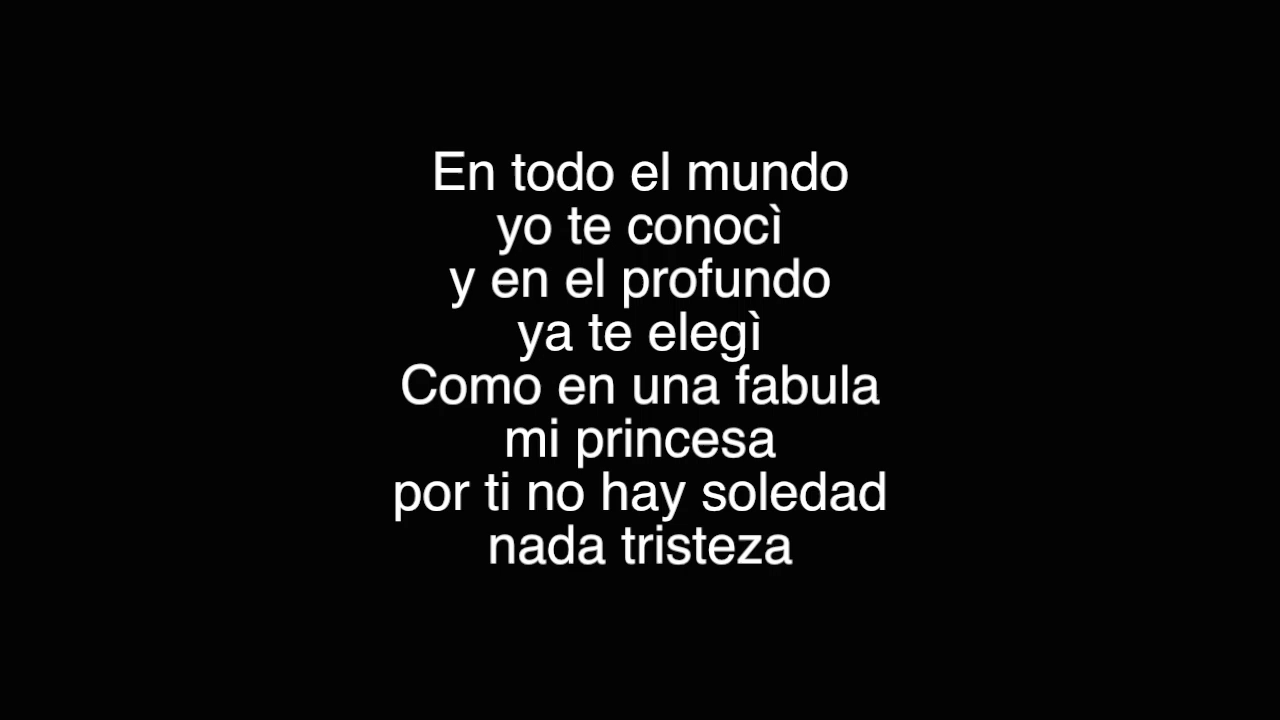 En todo el mundo
yo te conocì
y en el profundo
ya te elegì
Como en una fabula
mi princesa
por ti no hay soledad
nada tristeza